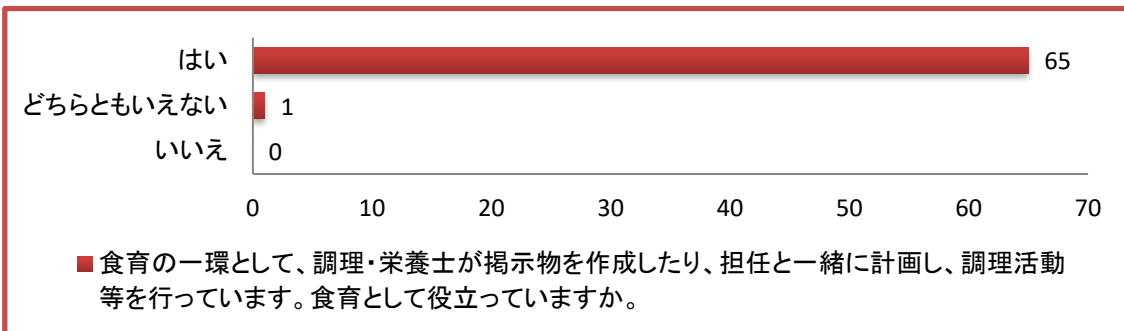 はい 65
どちらともいえない 1
いいえ 0
0 10 20 30 40 50 60 70
食育の一環として、調理・栄養士が掲示物を作成したり、担任と一緒に計画し、調理活動
等を行っています。食育として役立っていますか。